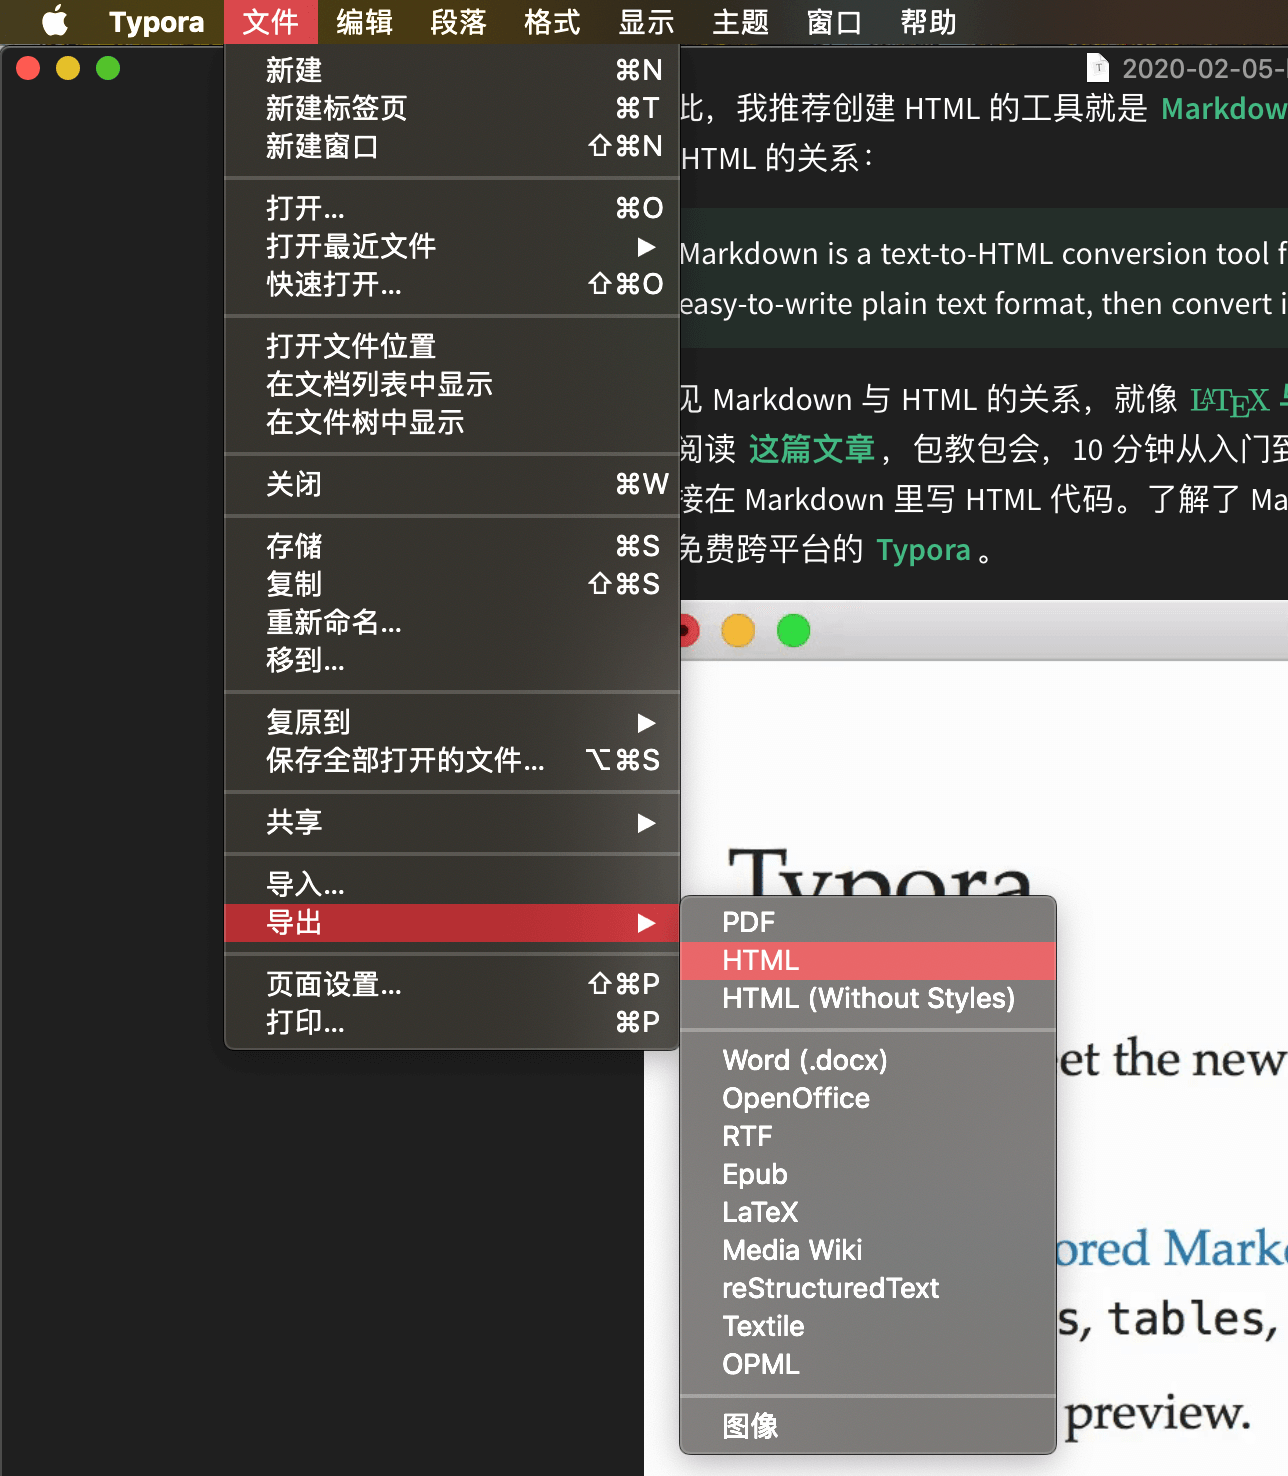 Typora 文件 编辑 段落 格式 显示 主题 窗口 帮助
新建 ⌘N
新建标签页 ⌘T
新建窗口 ⇧⌘N
打开... ⌘O
打开最近文件 ▶
快速打开... ⇧⌘O
打开文件位置
在文档列表中显示
在文件树中显示
关闭 ⌘W
存储 ⌘S
复制 ⇧⌘S
重新命名...
移到...
复原到 ▶
保存全部打开的文件... ⌥⌘S
共享 ▶
导入...
导出 ▶
页面设置... ⇧⌘P
打印... ⌘P
PDF
HTML
HTML (Without Styles)
Word (.docx)
OpenOffice
RTF
Epub
LaTeX
Media Wiki
reStructuredText
Textile
OPML
图像
2020-02-05-
此，我推荐创建 HTML 的工具就是 Markdow
HTML 的关系：
Markdown is a text-to-HTML conversion tool f
easy-to-write plain text format, then convert i
见 Markdown 与 HTML 的关系，就像 LATEX 与
阅读 这篇文章，包教包会，10 分钟从入门到
接在 Markdown 里写 HTML 代码。了解了 Ma
免费跨平台的 Typora。
Typora
et the new
ored Mark
s, tables,
preview.